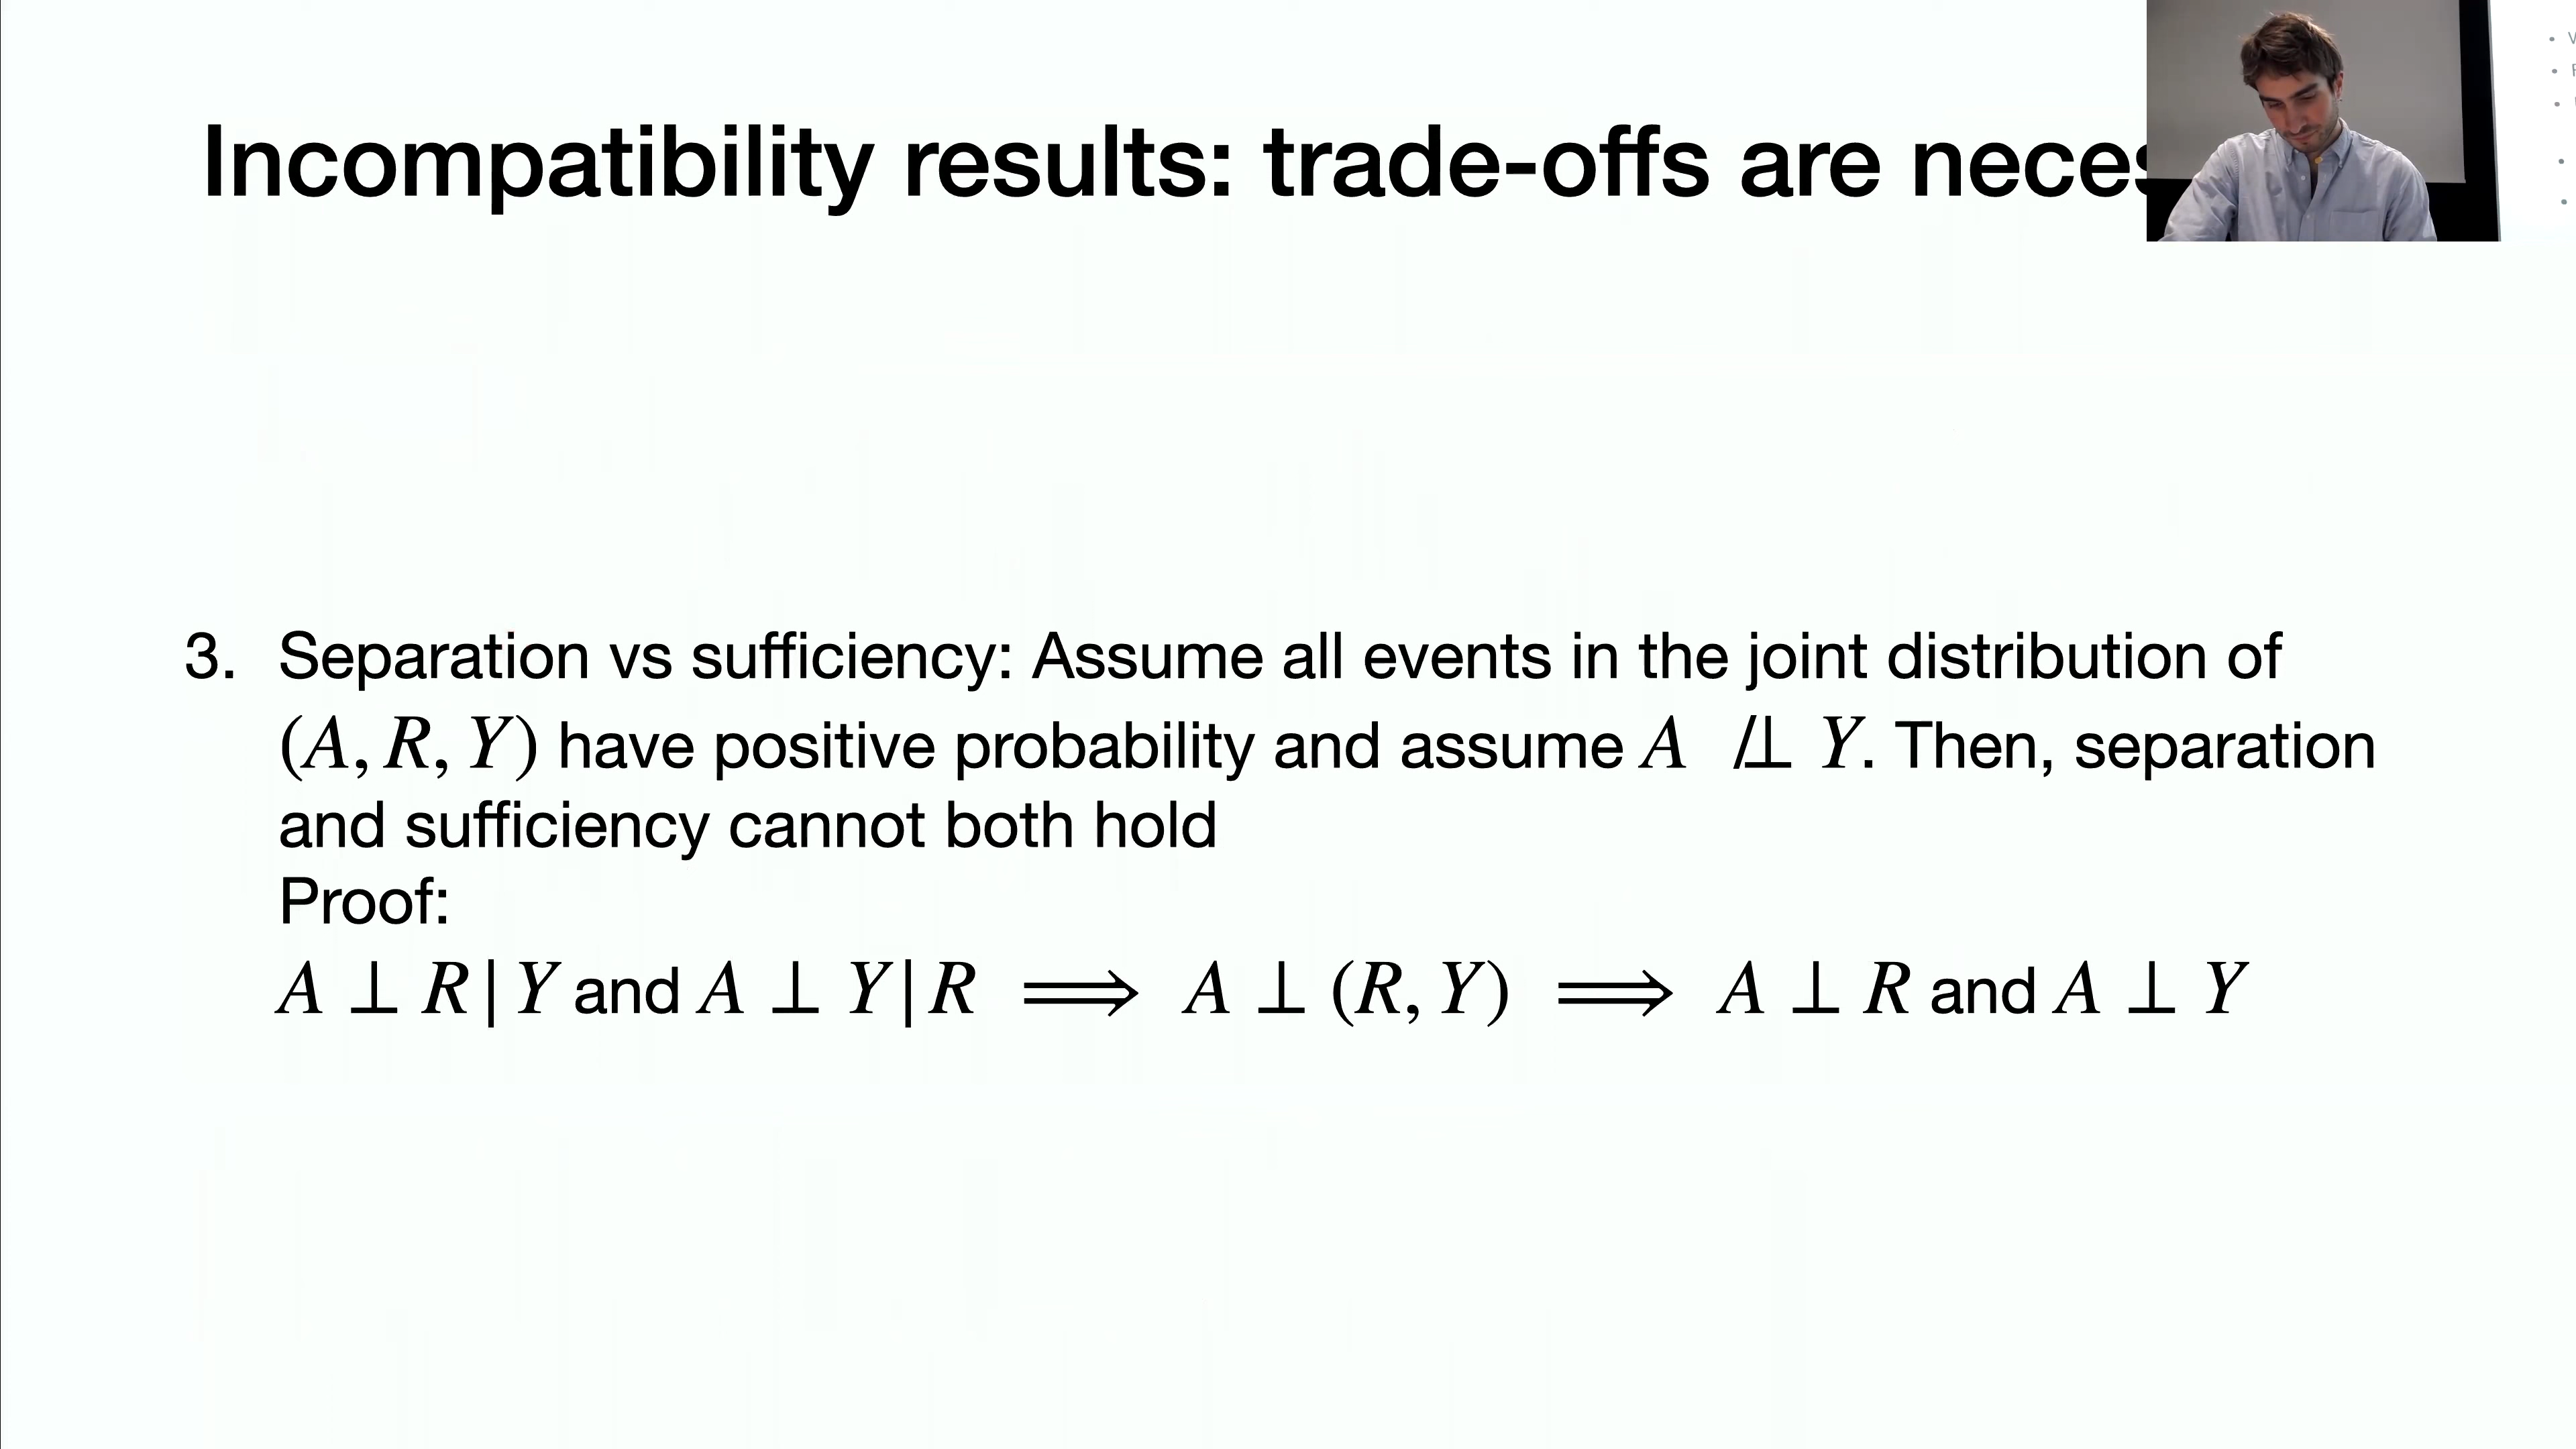 Incompatibility results: trade-offs are
3. Separation vs sufficiency: Assume all events in the joint distribution of
(A, R, Y) have positive probability and assume A ⊥̸ Y. Then, separation
and sufficiency cannot both hold
Proof:
A ⊥ R | Y and A ⊥ Y | R ⟹ A ⊥ (R, Y) ⟹ A ⊥ R and A ⊥ Y